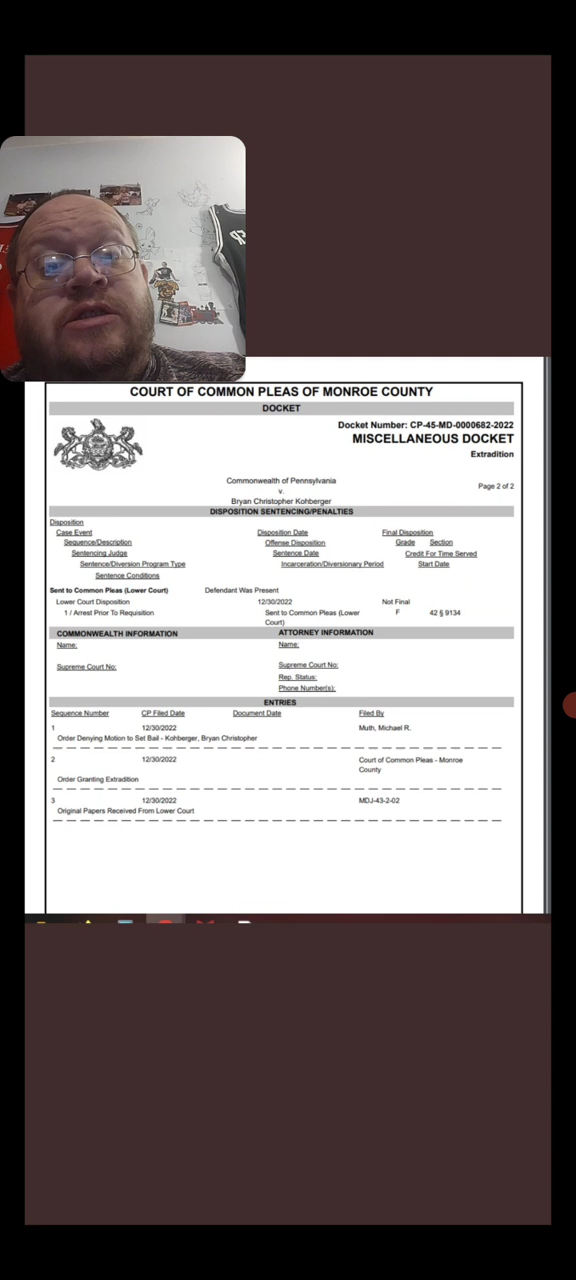 COURT OF COMMON PLEAS OF MONROE COUNTY
DOCKET
Docket Number: CP-45-MD-0000682-2022
MISCELLANEOUS DOCKET
Extradition
Commonwealth of Pennsylvania
v.
Bryan Christopher Kohberger
Page 2 of 2
DISPOSITION SENTENCING/PENALTIES
Disposition
Case Event Disposition Date Final Disposition
Sequence/Description Offense Disposition Grade Section
Sentencing Judge Sentence Date Credit For Time Served
Sentence/Diversion Program Type Incarceration/Diversionary Period Start Date
Sentence Conditions
Sent to Common Pleas (Lower Court) Defendant Was Present
Lower Court Disposition 12/30/2022 Not Final
1 / Arrest Prior To Requisition Sent to Common Pleas (Lower Court) F 42 § 9134
COMMONWEALTH INFORMATION ATTORNEY INFORMATION
Name: Name:
Supreme Court No: Supreme Court No:
Rep. Status:
Phone Number(s):
ENTRIES
Sequence Number CP Filed Date Document Date Filed By
1 12/30/2022 Muth, Michael R.
Order Denying Motion to Set Bail - Kohberger, Bryan Christopher
2 12/30/2022 Court of Common Pleas - Monroe County
Order Granting Extradition
3 12/30/2022 MDJ-43-2-02
Original Papers Received From Lower Court